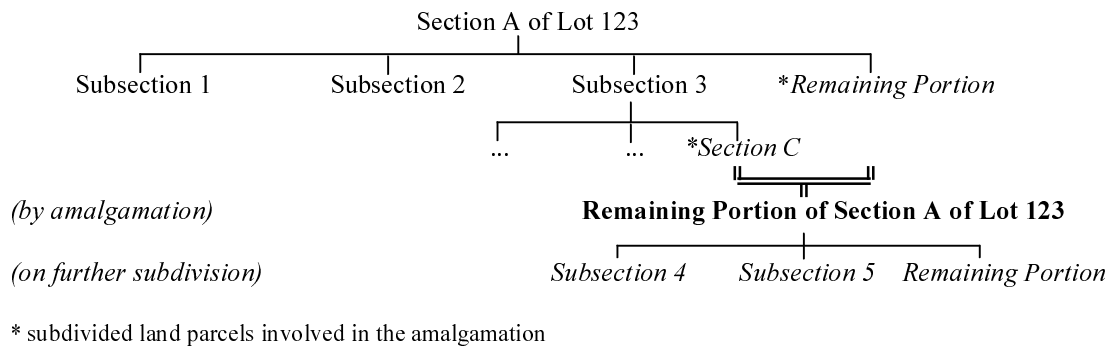 Section A of Lot 123
Subsection 1 Subsection 2 Subsection 3 *Remaining Portion
... ... *Section C
(by amalgamation) Remaining Portion of Section A of Lot 123
(on further subdivision) Subsection 4 Subsection 5 Remaining Portion
* subdivided land parcels involved in the amalgamation